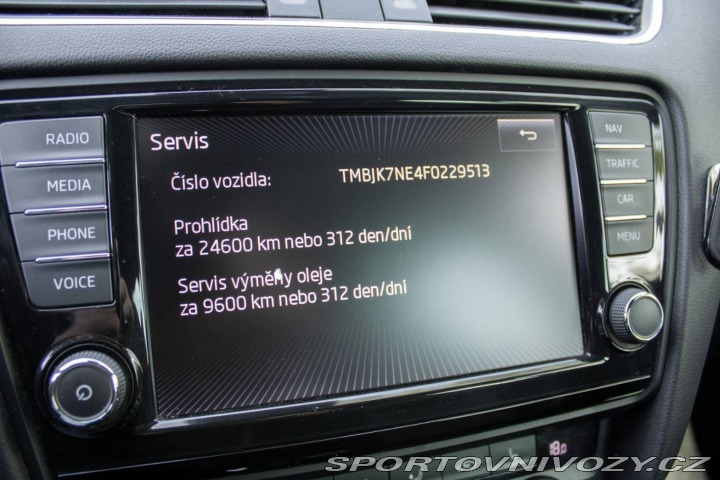 RADIO
MEDIA
PHONE
VOICE
Servis
Číslo vozidla: TMBJK7NE4F0229513
Prohlídka
za 24600 km nebo 312 den/dní
Servis výměny oleje
za 9600 km nebo 312 den/dní
NAV
TRAFFIC
CAR
MENU
SPORTOVNIVOZY.CZ